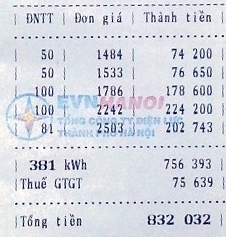 | ĐNTT | Đơn giá | Thành tiền |
50 | 1484 | 74 200 |
50 | 1533 | 76 650 |
100 | 1786 | 178 600 |
EVNHANOI
100 | 2242 | 224 200 |
TỔNG CÔNG TY ĐIỆN LỰC
81 | 2503 | 202 743 |
THÀNH PHỐ HÀ NỘI
| 381 kWh 756 393 |
|Thuế GTGT 75 639 |
|Tổng tiền 832 032 |